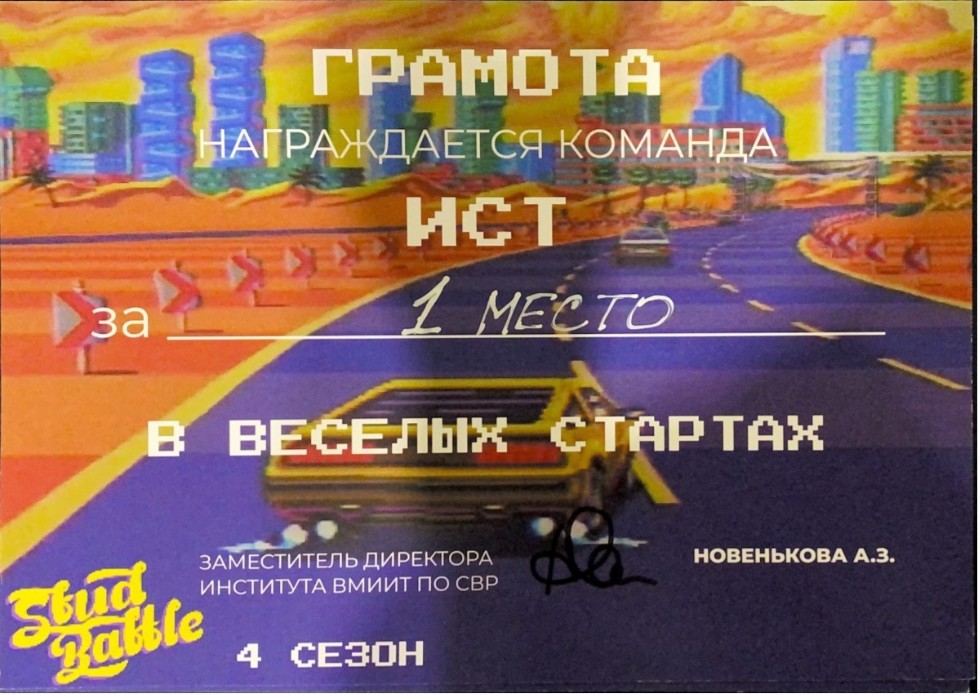 ГРАМОТА
НАГРАЖДАЕТСЯ КОМАНДА
ИСТ
за 1 МЕСТО
В ВЕСЕЛЫХ СТАРТАХ
ЗАМЕСТИТЕЛЬ ДИРЕКТОРА
ИНСТИТУТА ВМИИТ ПО СВР
НОВЕНЬКОВА А.З.
Stud
Battle
4 СЕЗОН